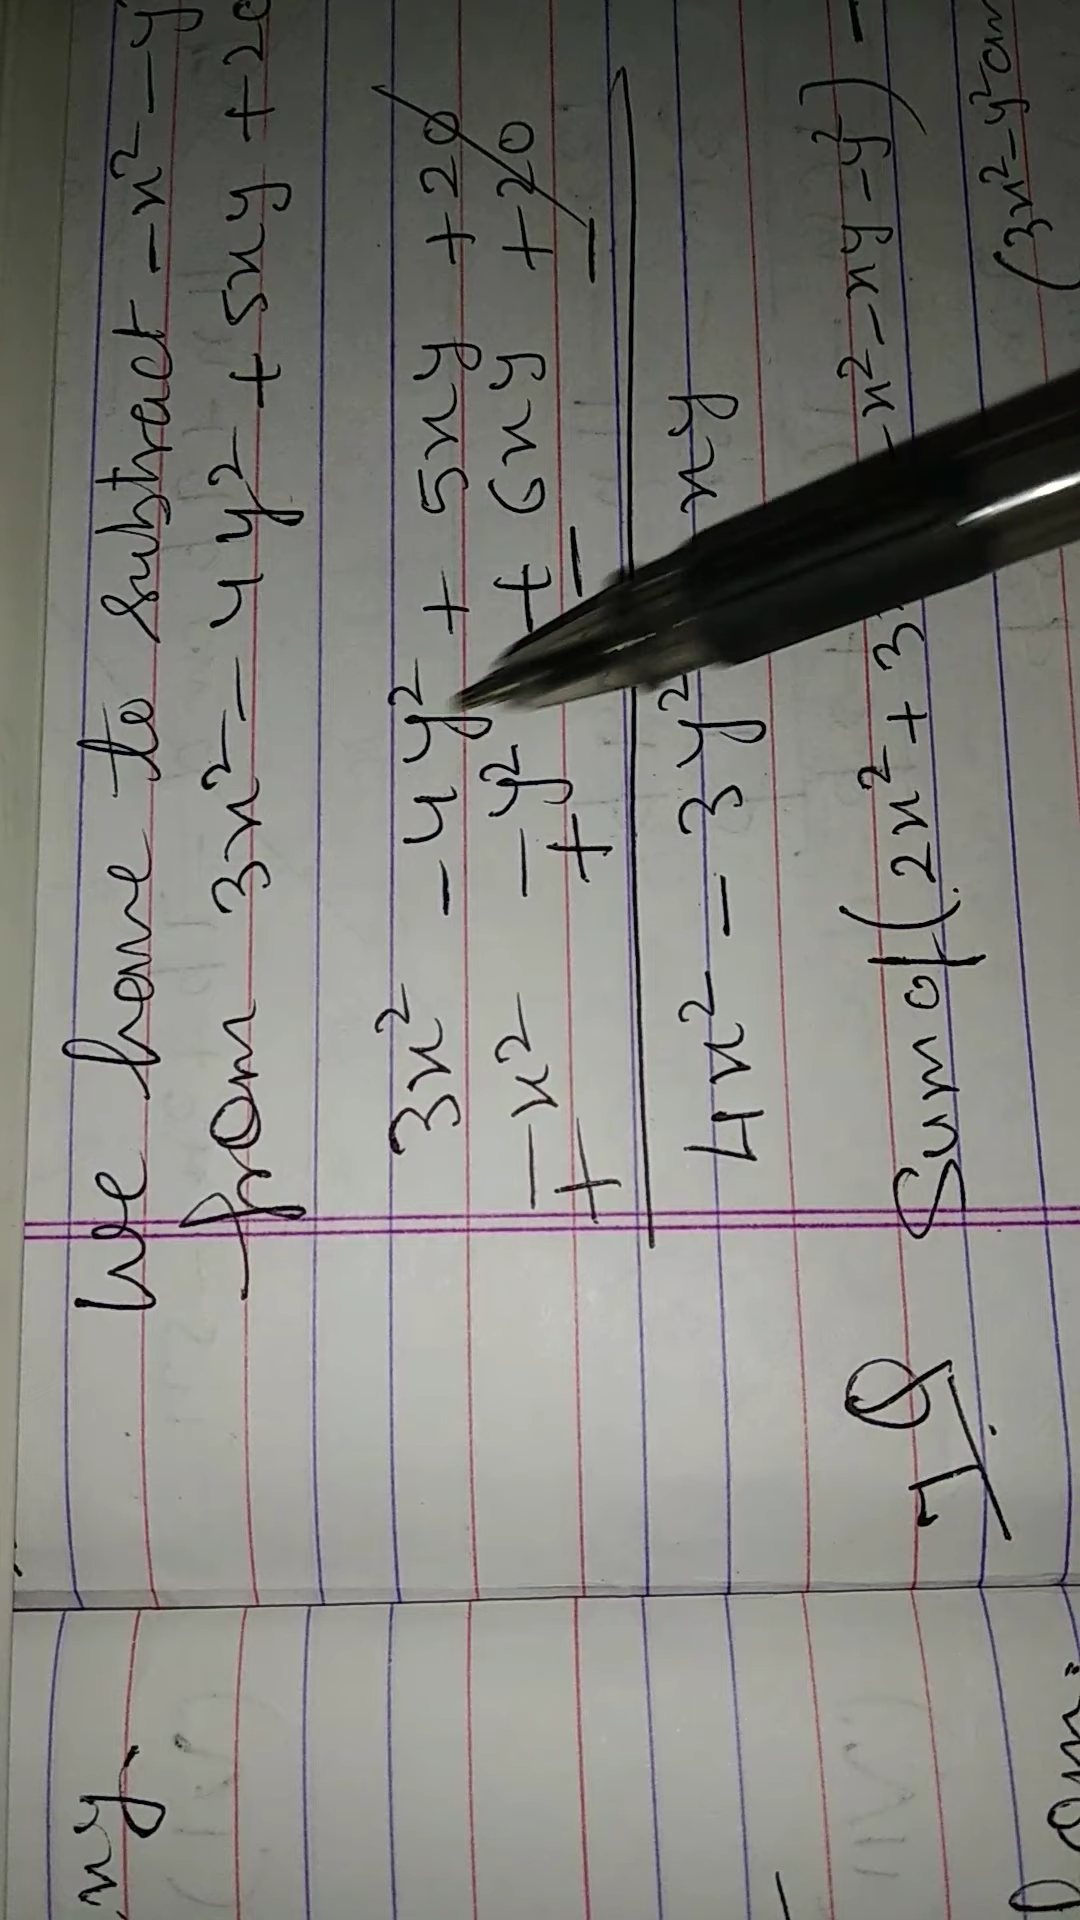 We have to subtract -x² - y
from 3x² - 4y² + 5xy + 20
3x² - 4y² + 5xy + 20
-x² - y² + 6xy + 20
+ + - -
4x² - 3y² xy
7. Q Sum of (2x² + 3 x² - xy - y²) -
(3x² - y² an
xy.